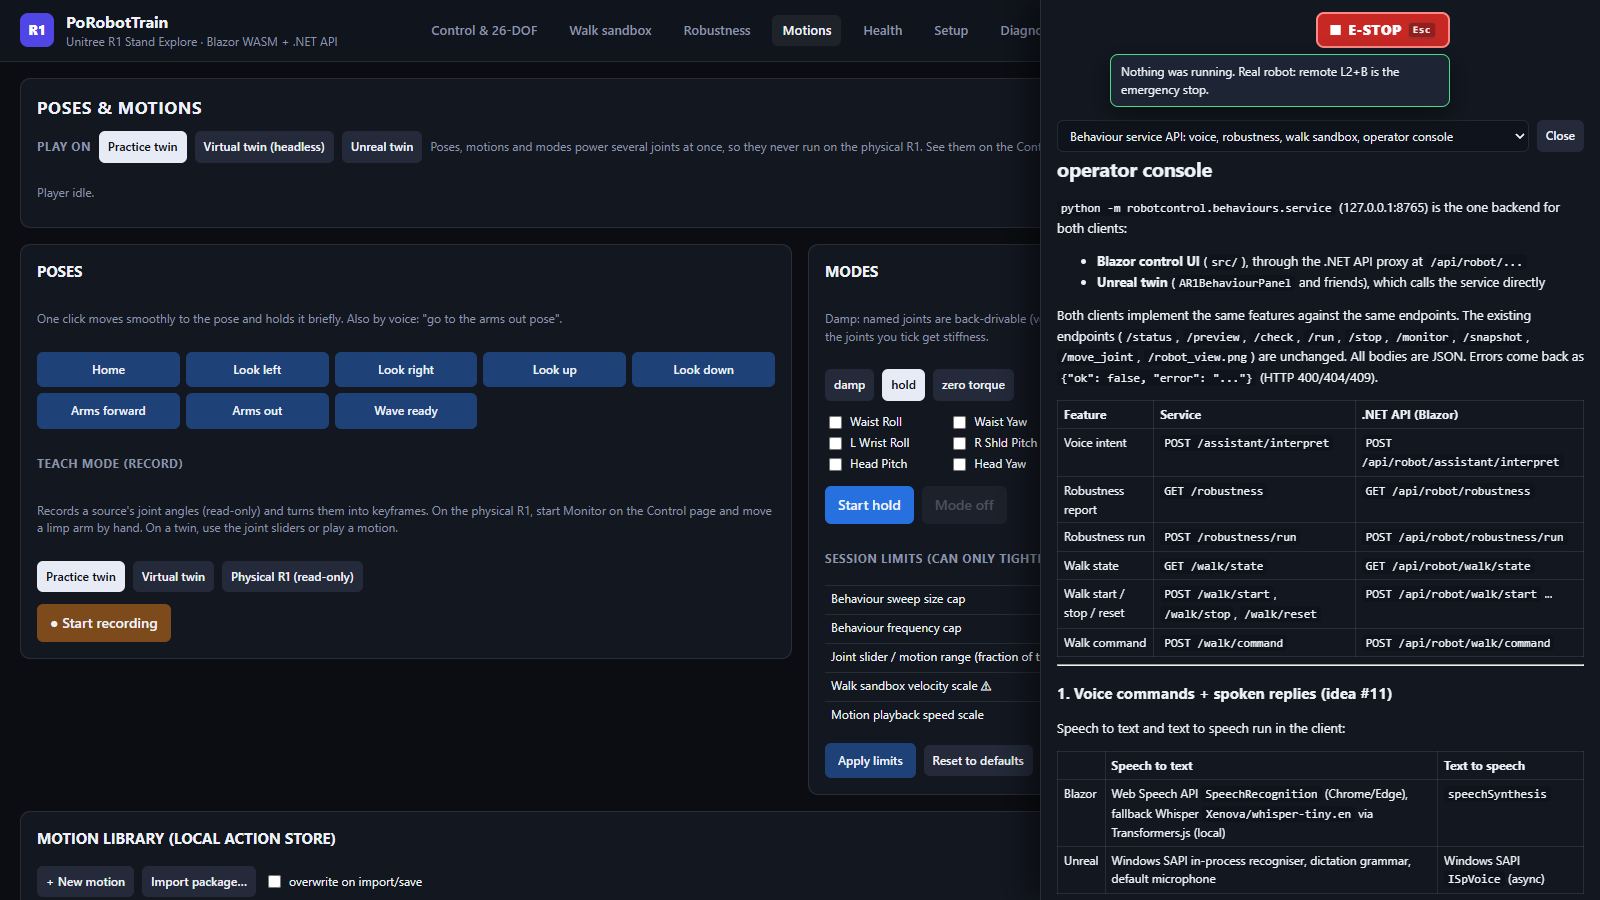 R1
PoRobotTrain
Unitree R1 Stand Explore · Blazor WASM + .NET API
Control & 26-DOF
Walk sandbox
Robustness
Motions
Health
Setup
Diagno
E-STOP Esc
Nothing was running. Real robot: remote L2+B is the
emergency stop.
POSES & MOTIONS
PLAY ON
Practice twin
Virtual twin (headless)
Unreal twin
Poses, motions and modes power several joints at once, so they never run on the physical R1. See them on the Cont
Player idle.
POSES
One click moves smoothly to the pose and holds it briefly. Also by voice: "go to the arms out pose".
Home
Look left
Look right
Look up
Look down
Arms forward
Arms out
Wave ready
TEACH MODE (RECORD)
Records a source's joint angles (read-only) and turns them into keyframes. On the physical R1, start Monitor on the Control page and move
a limp arm by hand. On a twin, use the joint sliders or play a motion.
Practice twin
Virtual twin
Physical R1 (read-only)
● Start recording
MODES
Damp: named joints are back-drivable (v
the joints you tick get stiffness.
damp
hold
zero torque
Waist Roll
Waist Yaw
L Wrist Roll
R Shld Pitch
Head Pitch
Head Yaw
Start hold
Mode off
SESSION LIMITS (CAN ONLY TIGHT
Behaviour sweep size cap
Behaviour frequency cap
Joint slider / motion range (fraction of t
Walk sandbox velocity scale ⚠
Motion playback speed scale
Apply limits
Reset to defaults
MOTION LIBRARY (LOCAL ACTION STORE)
+ New motion
Import package...
overwrite on import/save
Behaviour service API: voice, robustness, walk sandbox, operator console
Close
operator console
python -m robotcontrol.behaviours.service (127.0.0.1:8765) is the one backend for
both clients:
• Blazor control UI ( src/ ), through the .NET API proxy at /api/robot/...
• Unreal twin ( AR1BehaviourPanel and friends), which calls the service directly
Both clients implement the same features against the same endpoints. The existing
endpoints ( /status , /preview , /check , /run , /stop , /monitor , /snapshot ,
/move_joint , /robot_view.png ) are unchanged. All bodies are JSON. Errors come back as
{"ok": false, "error": "..."} (HTTP 400/404/409).
Feature
Service
.NET API (Blazor)
Voice intent
POST /assistant/interpret
POST
/api/robot/assistant/interpret
Robustness
report
GET /robustness
GET /api/robot/robustness
Robustness run
POST /robustness/run
POST /api/robot/robustness/run
Walk state
GET /walk/state
GET /api/robot/walk/state
Walk start /
stop / reset
POST /walk/start ,
/walk/stop , /walk/reset
POST /api/robot/walk/start …
Walk command
POST /walk/command
POST /api/robot/walk/command
1. Voice commands + spoken replies (idea #11)
Speech to text and text to speech run in the client:
Speech to text
Text to speech
Blazor
Web Speech API SpeechRecognition (Chrome/Edge),
fallback Whisper Xenova/whisper-tiny.en via
Transformers.js (local)
speechSynthesis
Unreal
Windows SAPI in-process recogniser, dictation grammar,
default microphone
Windows SAPI
ISpVoice (async)